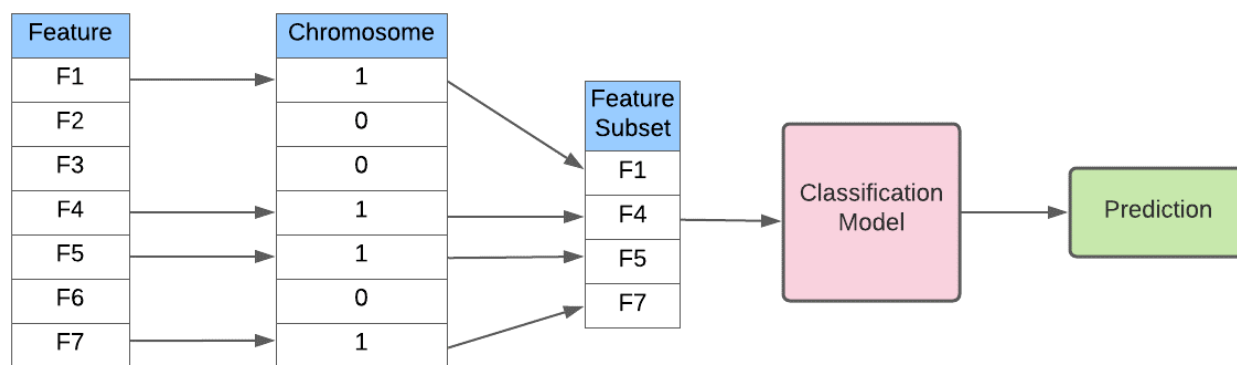 Feature
F1
F2
F3
F4
F5
F6
F7
Chromosome
1
0
0
1
1
0
1
Feature
Subset
F1
F4
F5
F7
Classification
Model
Prediction